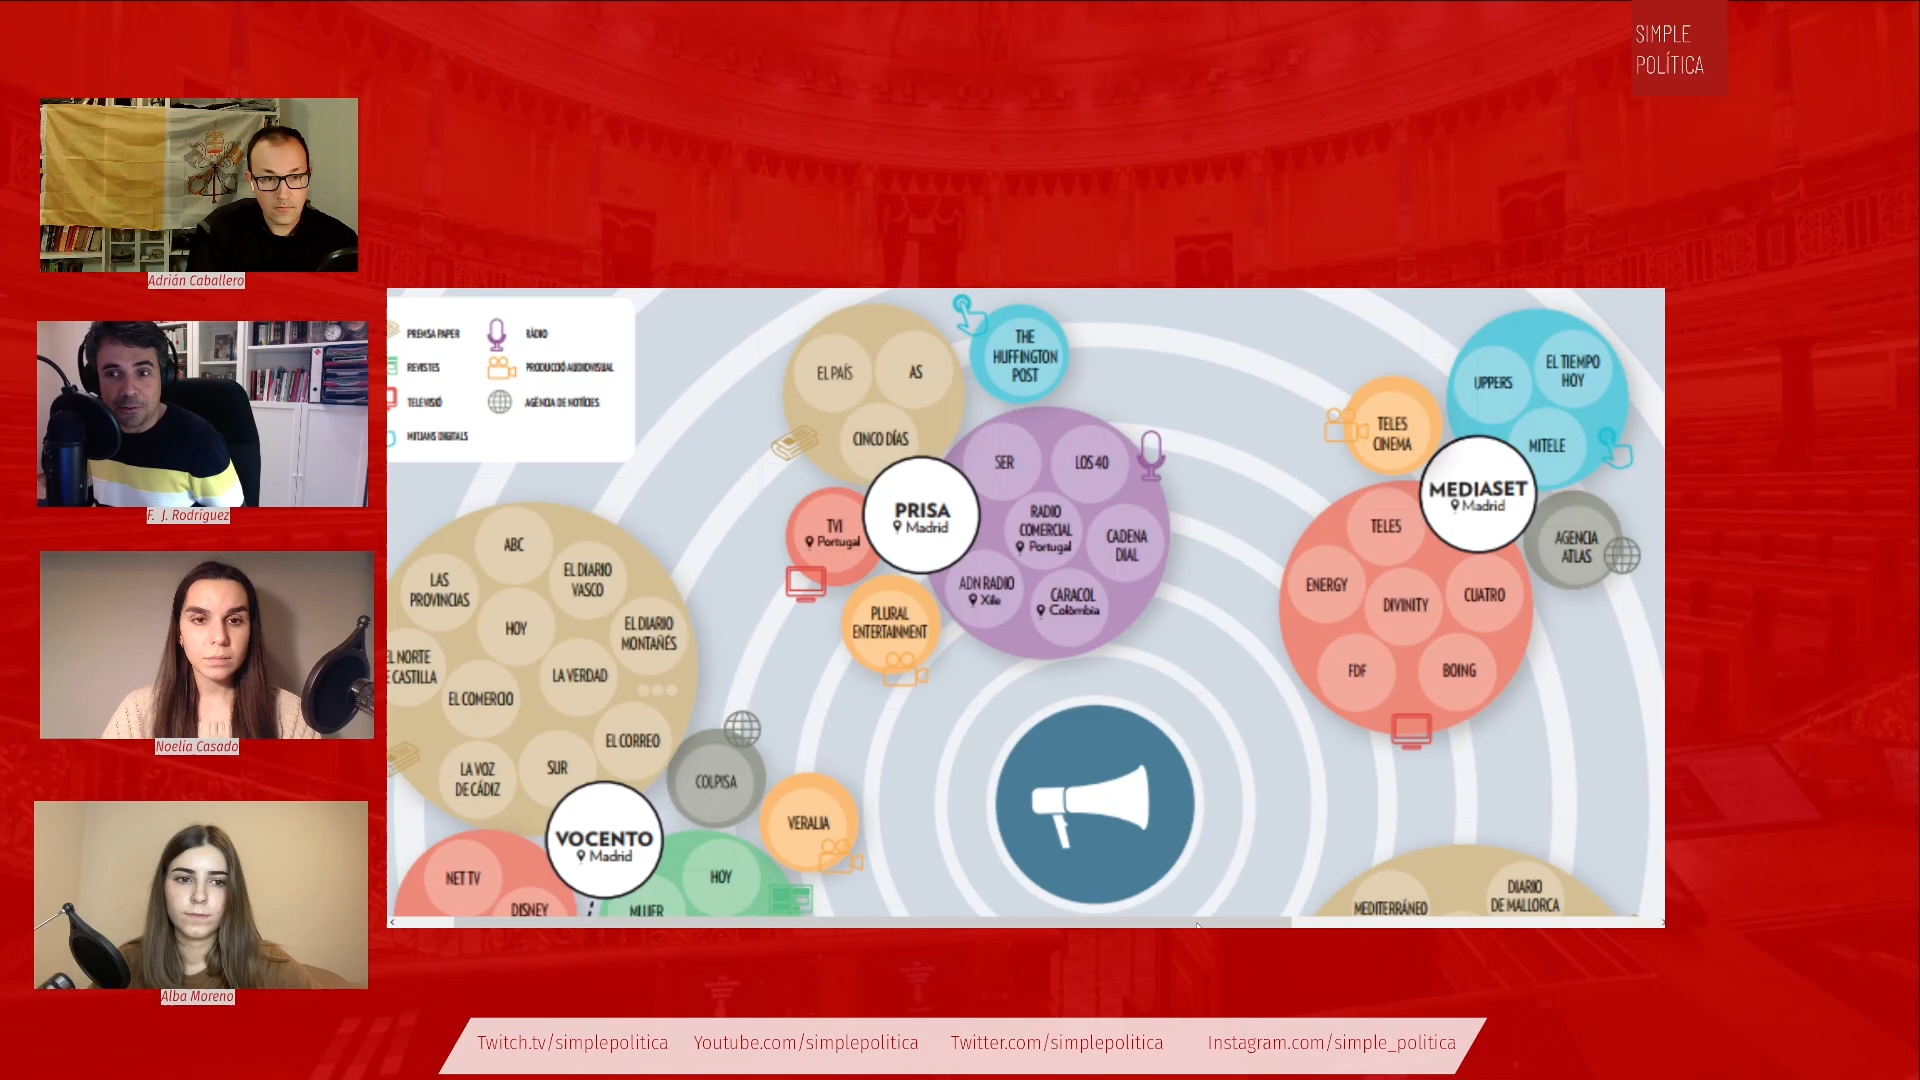 SIMPLE
POLÍTICA
Adrián Caballero
F. J. Rodríguez
Noelia Casado
Alba Moreno
PREMSA PAPER
RÀDIO
REVISTES
PRODUCCIÓ AUDIOVISUAL
TELEVISIÓ
AGÈNCIA DE NOTÍCIES
MITJANS DIGITALS
EL PAÍS
AS
CINCO DÍAS
THE
HUFFINGTON
POST
SER
LOS 40
RADIO
COMERCIAL
Portugal
CADENA
DIAL
ADN RADIO
Xile
CARACOL
Colòmbia
PRISA
Madrid
TVI
Portugal
PLURAL
ENTERTAINMENT
TELES
CINEMA
UPPERS
EL TIEMPO
HOY
MITELE
MEDIASET
Madrid
AGENCIA
ATLAS
TELES
ENERGY
DIVINITY
CUATRO
FDF
BOING
ABC
LAS
PROVINCIAS
EL DIARIO
VASCO
HOY
EL DIARIO
MONTAÑÉS
EL NORTE
E CASTILLA
LA VERDAD
EL COMERCIO
EL CORREO
LA VOZ
DE CÁDIZ
SUR
COLPISA
VERALIA
VOCENTO
Madrid
NET TV
DISNEY
HOY
MUJER
MEDITERRÁNEO
DIARIO
DE MALLORCA
Twitch.tv/simplepolitica Youtube.com/simplepolitica Twitter.com/simplepolitica Instagram.com/simple_politica